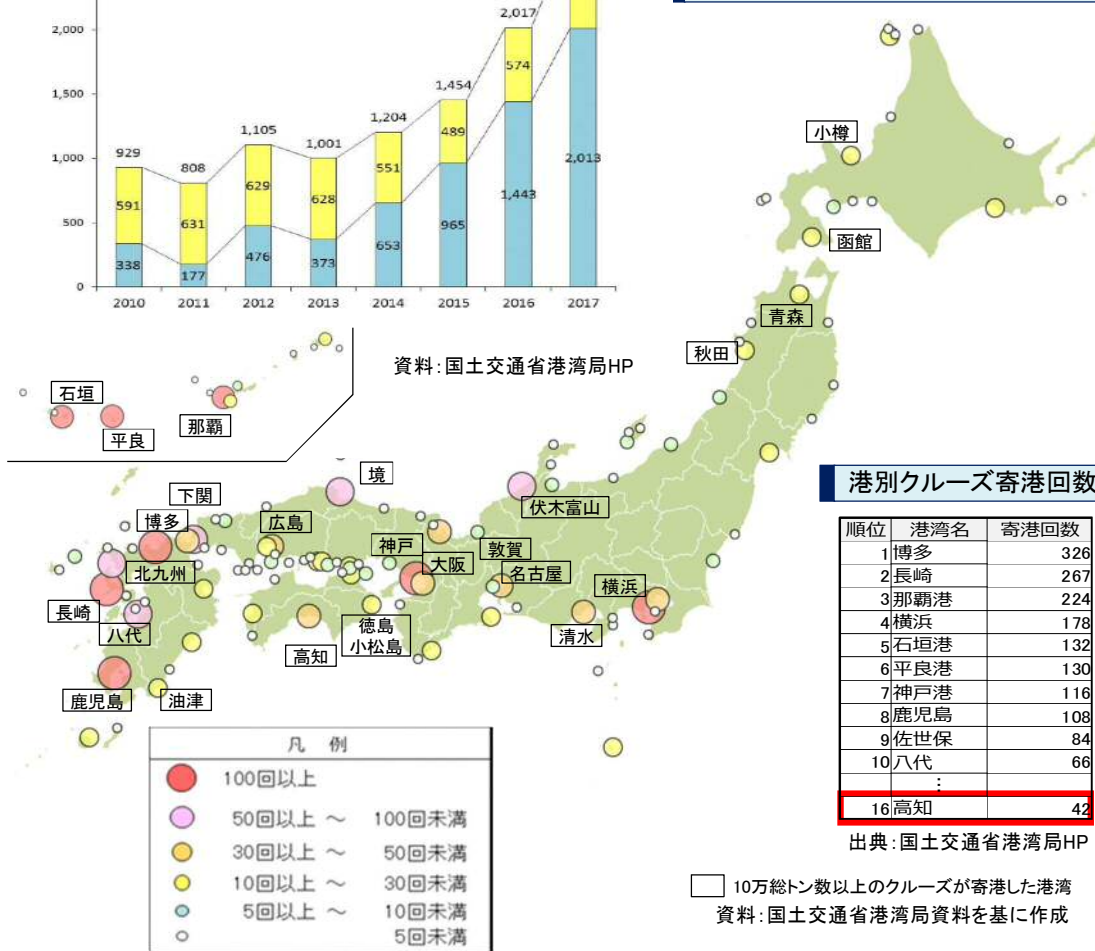 2,000
1,500
1,000
500
0
929
591
338
808
631
177
1,105
629
476
1,001
628
373
1,204
551
653
1,454
489
965
2,017
574
1,443
2,013
2010 2011 2012 2013 2014 2015 2016 2017
資料:国土交通省港湾局HP
小樽
函館
青森
秋田
石垣
平良
那覇
境
下関
博多
広島
伏木富山
神戸
敦賀
大阪
北九州
名古屋
横浜
長崎
八代
徳島
小松島
清水
高知
鹿児島
油津
凡 例
100回以上
50回以上 ~ 100回未満
30回以上 ~ 50回未満
10回以上 ~ 30回未満
5回以上 ~ 10回未満
5回未満
港別クルーズ寄港回数
順位 港湾名 寄港回数
1 博多 326
2 長崎 267
3 那覇港 224
4 横浜 178
5 石垣港 132
6 平良港 130
7 神戸港 116
8 鹿児島 108
9 佐世保 84
10 八代 66
⋮
16 高知 42
出典:国土交通省港湾局HP
10万総トン数以上のクルーズが寄港した港湾
資料:国土交通省港湾局資料を基に作成